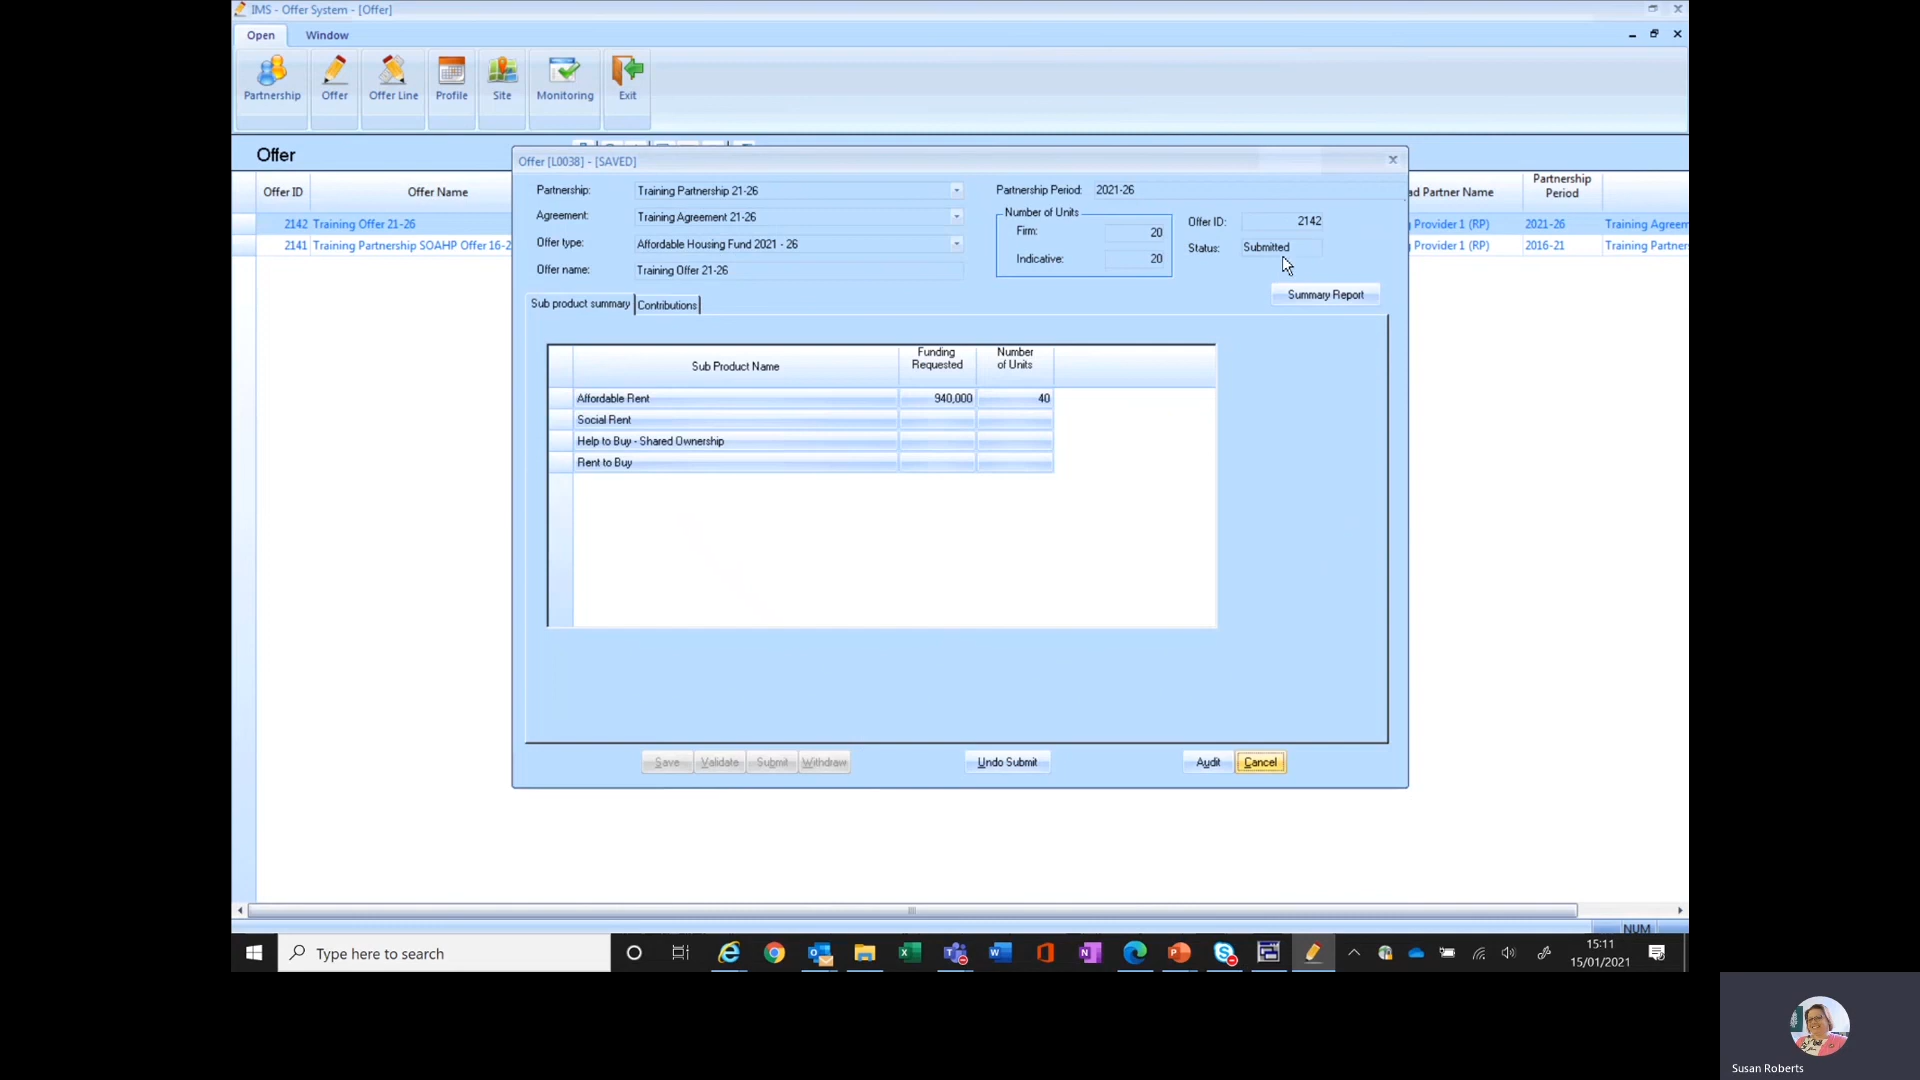 IMS - Offer System - [Offer]
Open Window
Partnership Offer Offer Line Profile Site Monitoring Exit
Offer
Offer ID Offer Name
2142 Training Offer 21-26
2141 Training Partnership SOAHP Offer 16-2
ad Partner Name Partnership Period
Provider 1 (RP) 2021-26 Training Agreem
Provider 1 (RP) 2016-21 Training Partner
Offer [L0038] - [SAVED]
Partnership: Training Partnership 21-26
Partnership Period: 2021-26
Agreement: Training Agreement 21-26
Offer type: Affordable Housing Fund 2021 - 26
Offer name: Training Offer 21-26
Number of Units
Firm: 20
Indicative: 20
Offer ID: 2142
Status: Submitted
Summary Report
Sub product summary Contributions
Sub Product Name Funding Requested Number of Units
Affordable Rent 940,000 40
Social Rent
Help to Buy - Shared Ownership
Rent to Buy
Save Validate Submit Withdraw Undo Submit Audit Cancel
NUM
Type here to search
15:11
15/01/2021
Susan Roberts